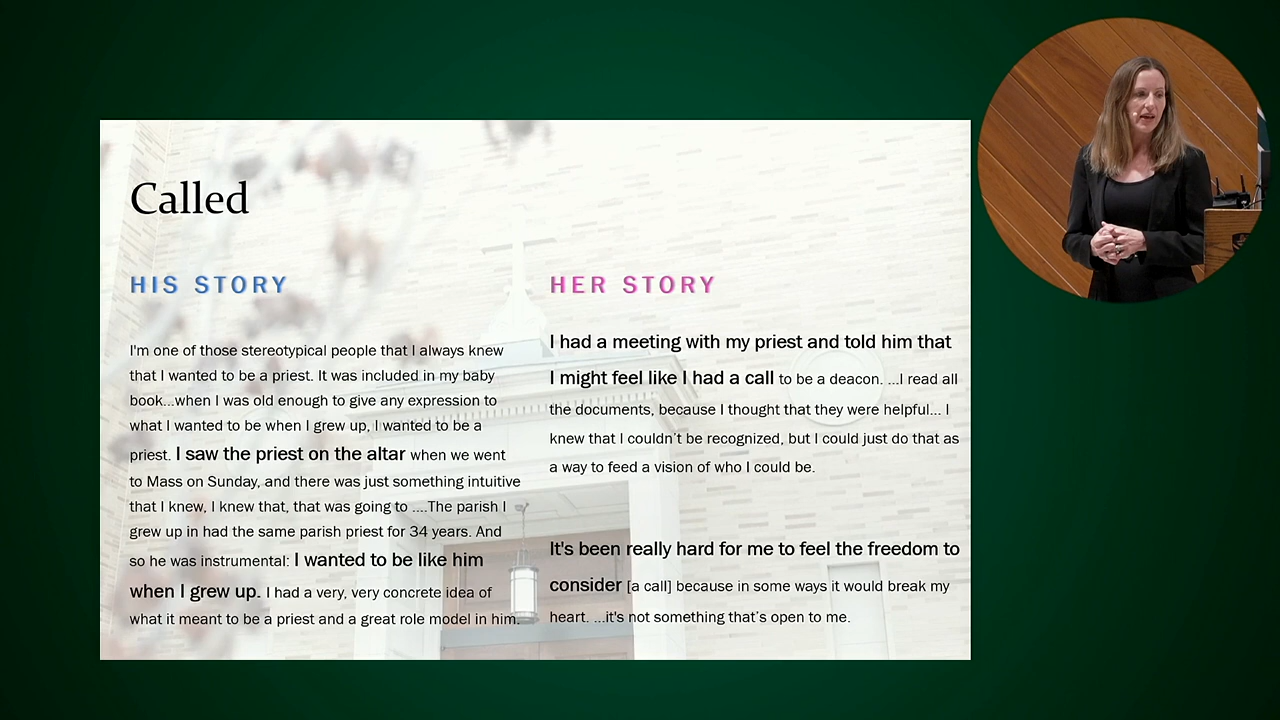 Called
HIS STORY
I'm one of those stereotypical people that I always knew
that I wanted to be a priest. It was included in my baby
book...when I was old enough to give any expression to
what I wanted to be when I grew up, I wanted to be a
priest. I saw the priest on the altar when we went
to Mass on Sunday, and there was just something intuitive
that I knew, I knew that, that was going to ....The parish I
grew up in had the same parish priest for 34 years. And
so he was instrumental: I wanted to be like him
when I grew up. I had a very, very concrete idea of
what it meant to be a priest and a great role model in him.
HER STORY
I had a meeting with my priest and told him that
I might feel like I had a call to be a deacon. ...I read all
the documents, because I thought that they were helpful... I
knew that I couldn't be recognized, but I could just do that as
a way to feed a vision of who I could be.
It's been really hard for me to feel the freedom to
consider [a call] because in some ways it would break my
heart. ...it's not something that's open to me.